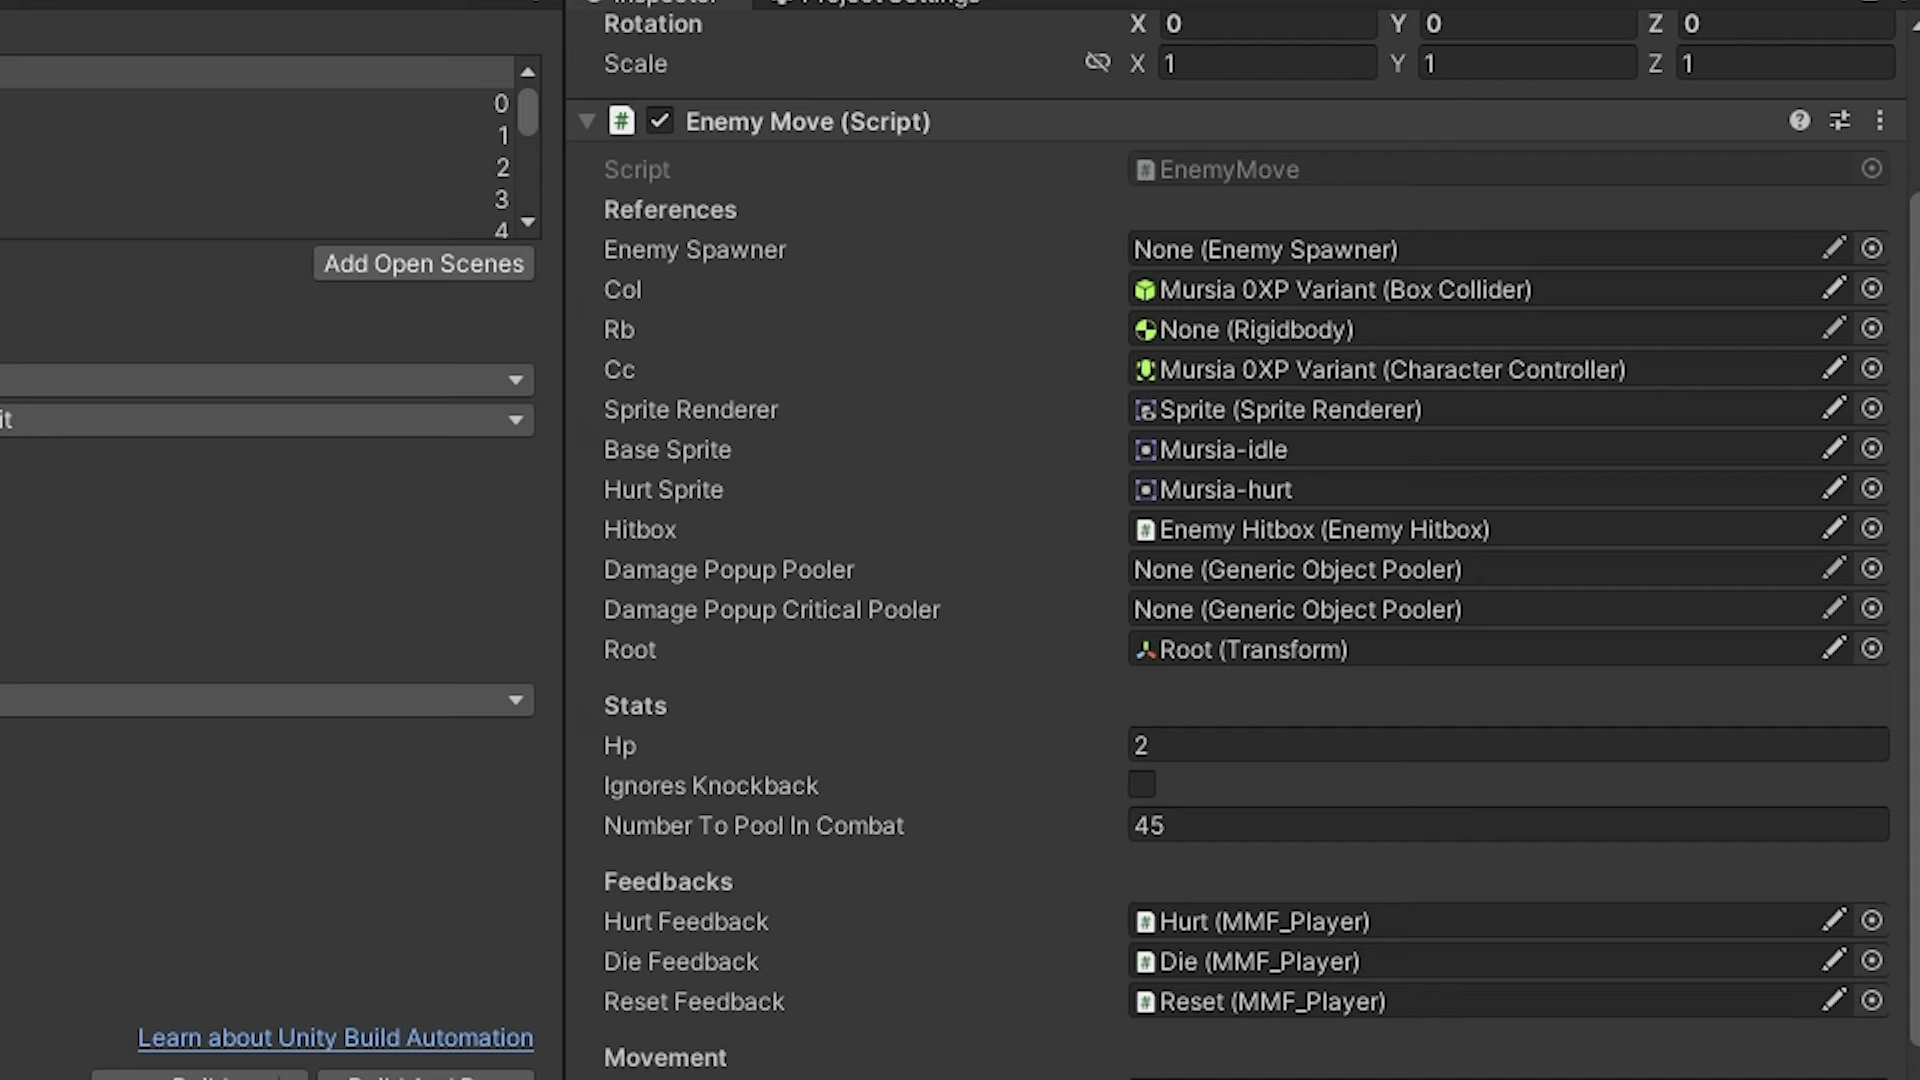 Rotation X 0 Y 0 Z 0
Scale X 1 Y 1 Z 1
0
1
2
3
4
Add Open Scenes
it
Learn about Unity Build Automation
# Enemy Move (Script)
Script # EnemyMove
References
Enemy Spawner None (Enemy Spawner)
Col Mursia 0XP Variant (Box Collider)
Rb None (Rigidbody)
Cc Mursia 0XP Variant (Character Controller)
Sprite Renderer Sprite (Sprite Renderer)
Base Sprite Mursia-idle
Hurt Sprite Mursia-hurt
Hitbox # Enemy Hitbox (Enemy Hitbox)
Damage Popup Pooler None (Generic Object Pooler)
Damage Popup Critical Pooler None (Generic Object Pooler)
Root Root (Transform)
Stats
Hp 2
Ignores Knockback
Number To Pool In Combat 45
Feedbacks
Hurt Feedback # Hurt (MMF_Player)
Die Feedback # Die (MMF_Player)
Reset Feedback # Reset (MMF_Player)
Movement